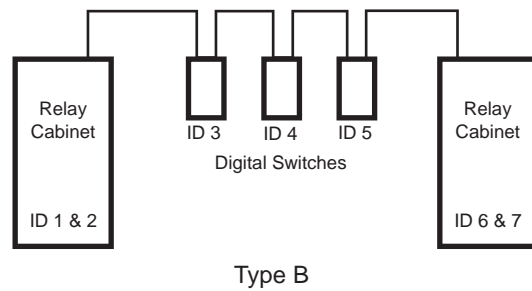 Relay
Cabinet
ID 1 & 2
ID 3
ID 4
ID 5
Digital Switches
Relay
Cabinet
ID 6 & 7
Type B